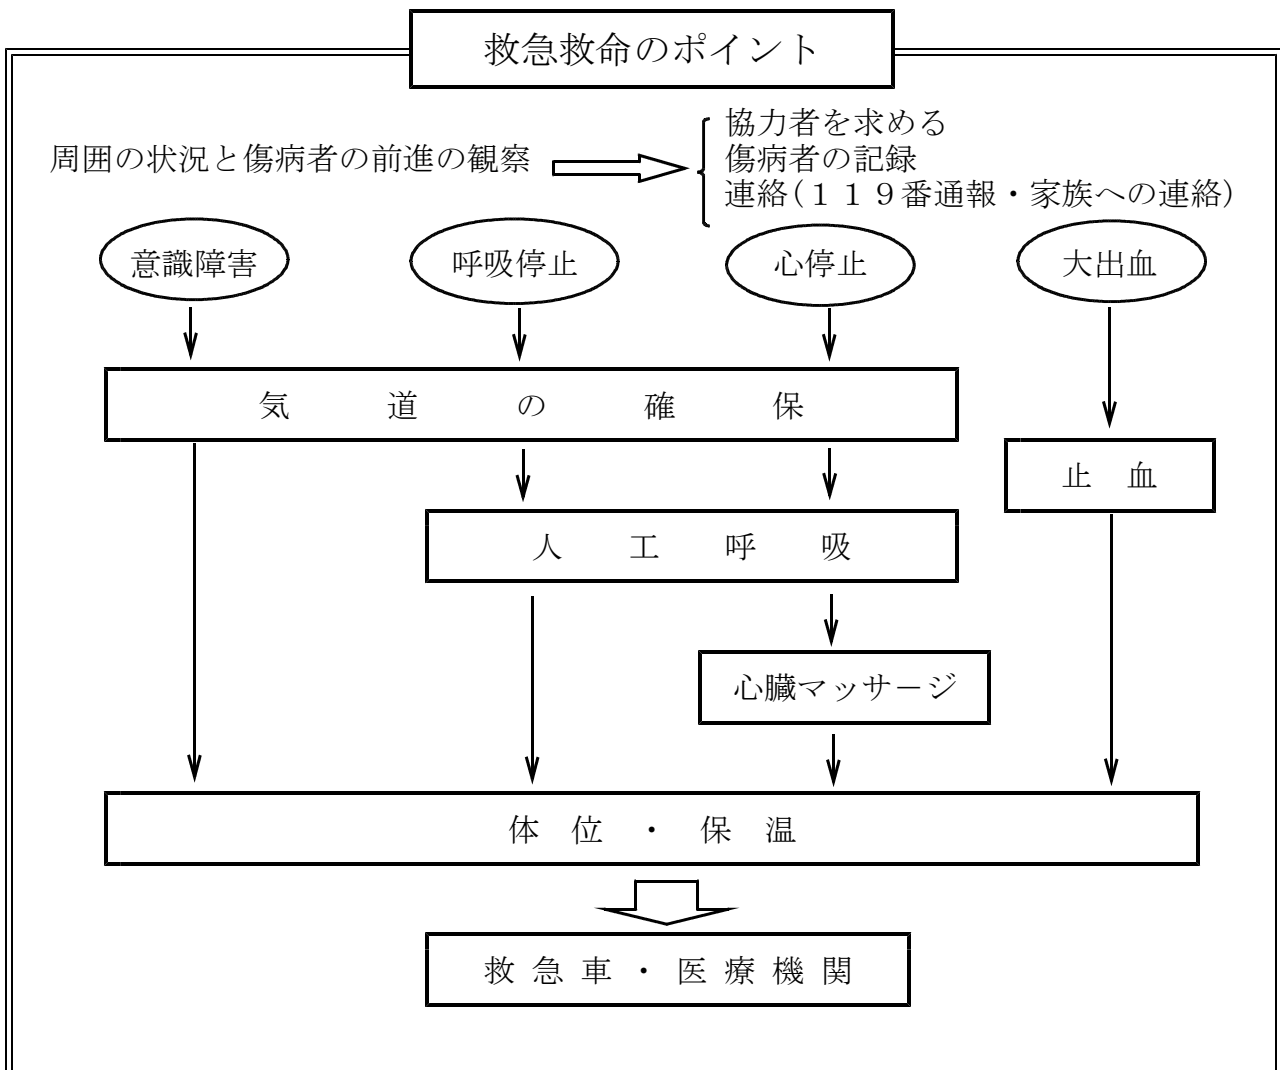 救急救命のポイント
周囲の状況と傷病者の前進の観察
協力者を求める
傷病者の記録
連絡(１１９番通報・家族への連絡)
意識障害
呼吸停止
心停止
大出血
気道の確保
止血
人工呼吸
心臓マッサージ
体位・保温
救急車・医療機関